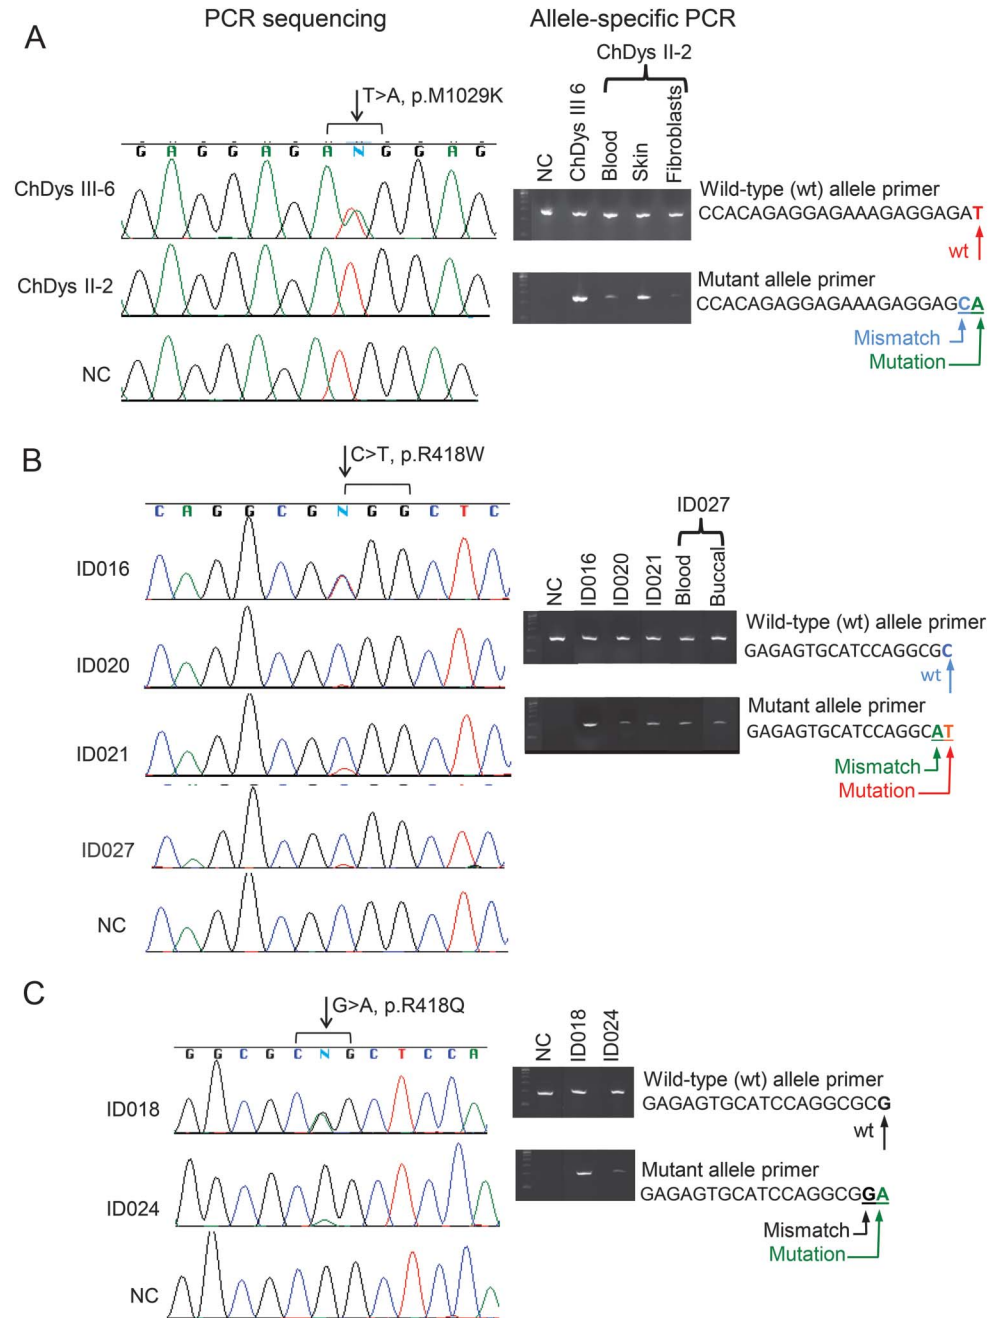 PCR sequencing
Allele-specific PCR
A
T>A, p.M1029K
G A G G A G A N G G A G
ChDys III-6
ChDys II-2
NC
ChDys II-2
NC
ChDys III 6
Blood
Skin
Fibroblasts
Wild-type (wt) allele primer
CCACAGAGGAGAAAGAGGAGAT
wt
Mutant allele primer
CCACAGAGGAGAAAGAGGAGCA
Mismatch
Mutation
B
C>T, p.R418W
C A G G C G N G G C T C
ID016
ID020
ID021
ID027
NC
ID027
NC
ID016
ID020
ID021
Blood
Buccal
Wild-type (wt) allele primer
GAGAGTGCATCCAGGCGC
wt
Mutant allele primer
GAGAGTGCATCCAGGCAT
Mismatch
Mutation
C
G>A, p.R418Q
G G C G C N G C T C C A
ID018
ID024
NC
NC
ID018
ID024
Wild-type (wt) allele primer
GAGAGTGCATCCAGGCGCG
wt
Mutant allele primer
GAGAGTGCATCCAGGCGGA
Mismatch
Mutation